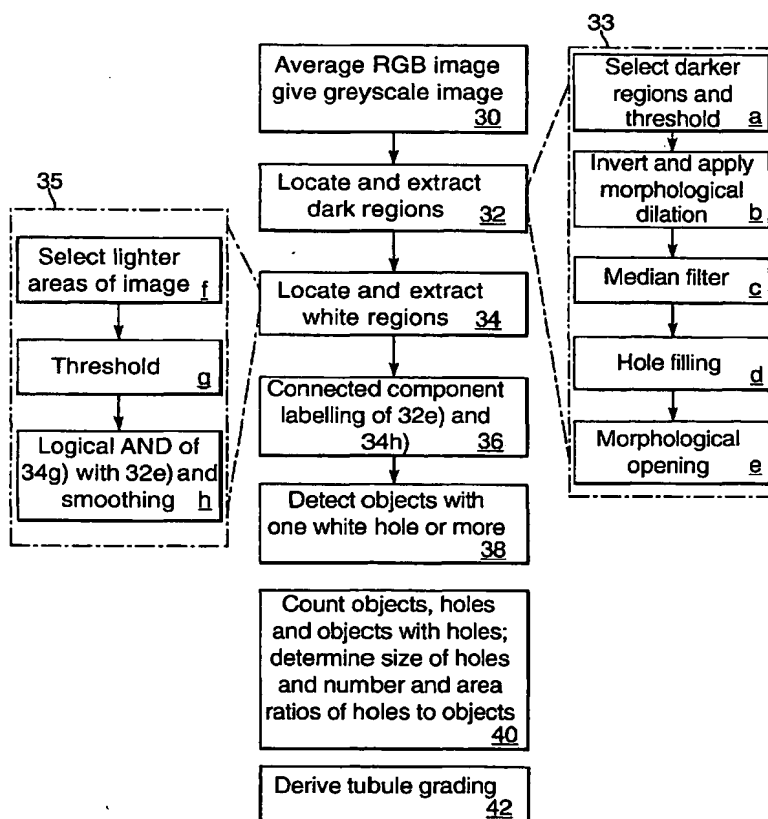 33
Average RGB image
give greyscale image
30
Select darker
regions and
threshold a
Locate and extract
dark regions 32
Invert and apply
morphological
dilation b
35
Select lighter
areas of image f
Locate and extract
white regions 34
Median filter c
Threshold g
Connected component
labelling of 32e) and
34h) 36
Hole filling d
Logical AND of
34g) with 32e) and
smoothing h
Morphological
opening e
Detect objects with
one white hole or more
38
Count objects, holes
and objects with holes;
determine size of holes
and number and area
ratios of holes to objects
40
Derive tubule grading
42